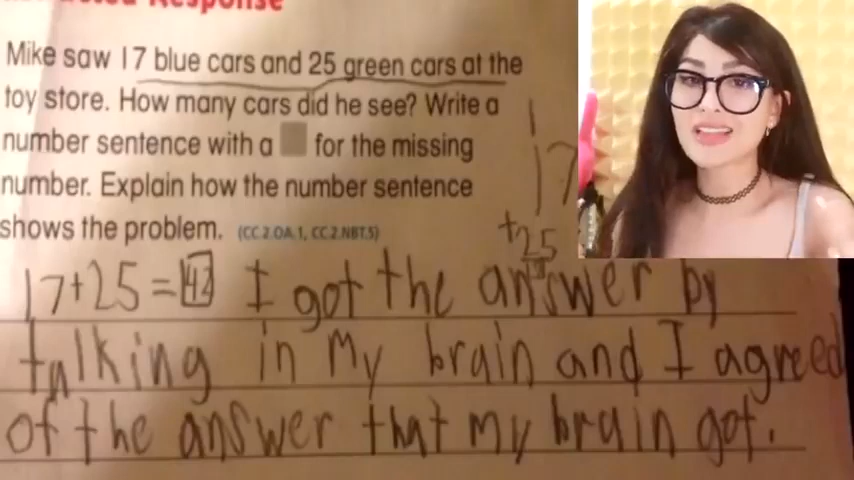 Response
Mike saw 17 blue cars and 25 green cars at the
toy store. How many cars did he see? Write a
number sentence with a for the missing
number. Explain how the number sentence
shows the problem. (CC.2.OA.1, CC.2.NBT.5)
1
17
+25
17+25=42 I got the answer by
talking in my brain and I agreed
of the answer that my brain got.